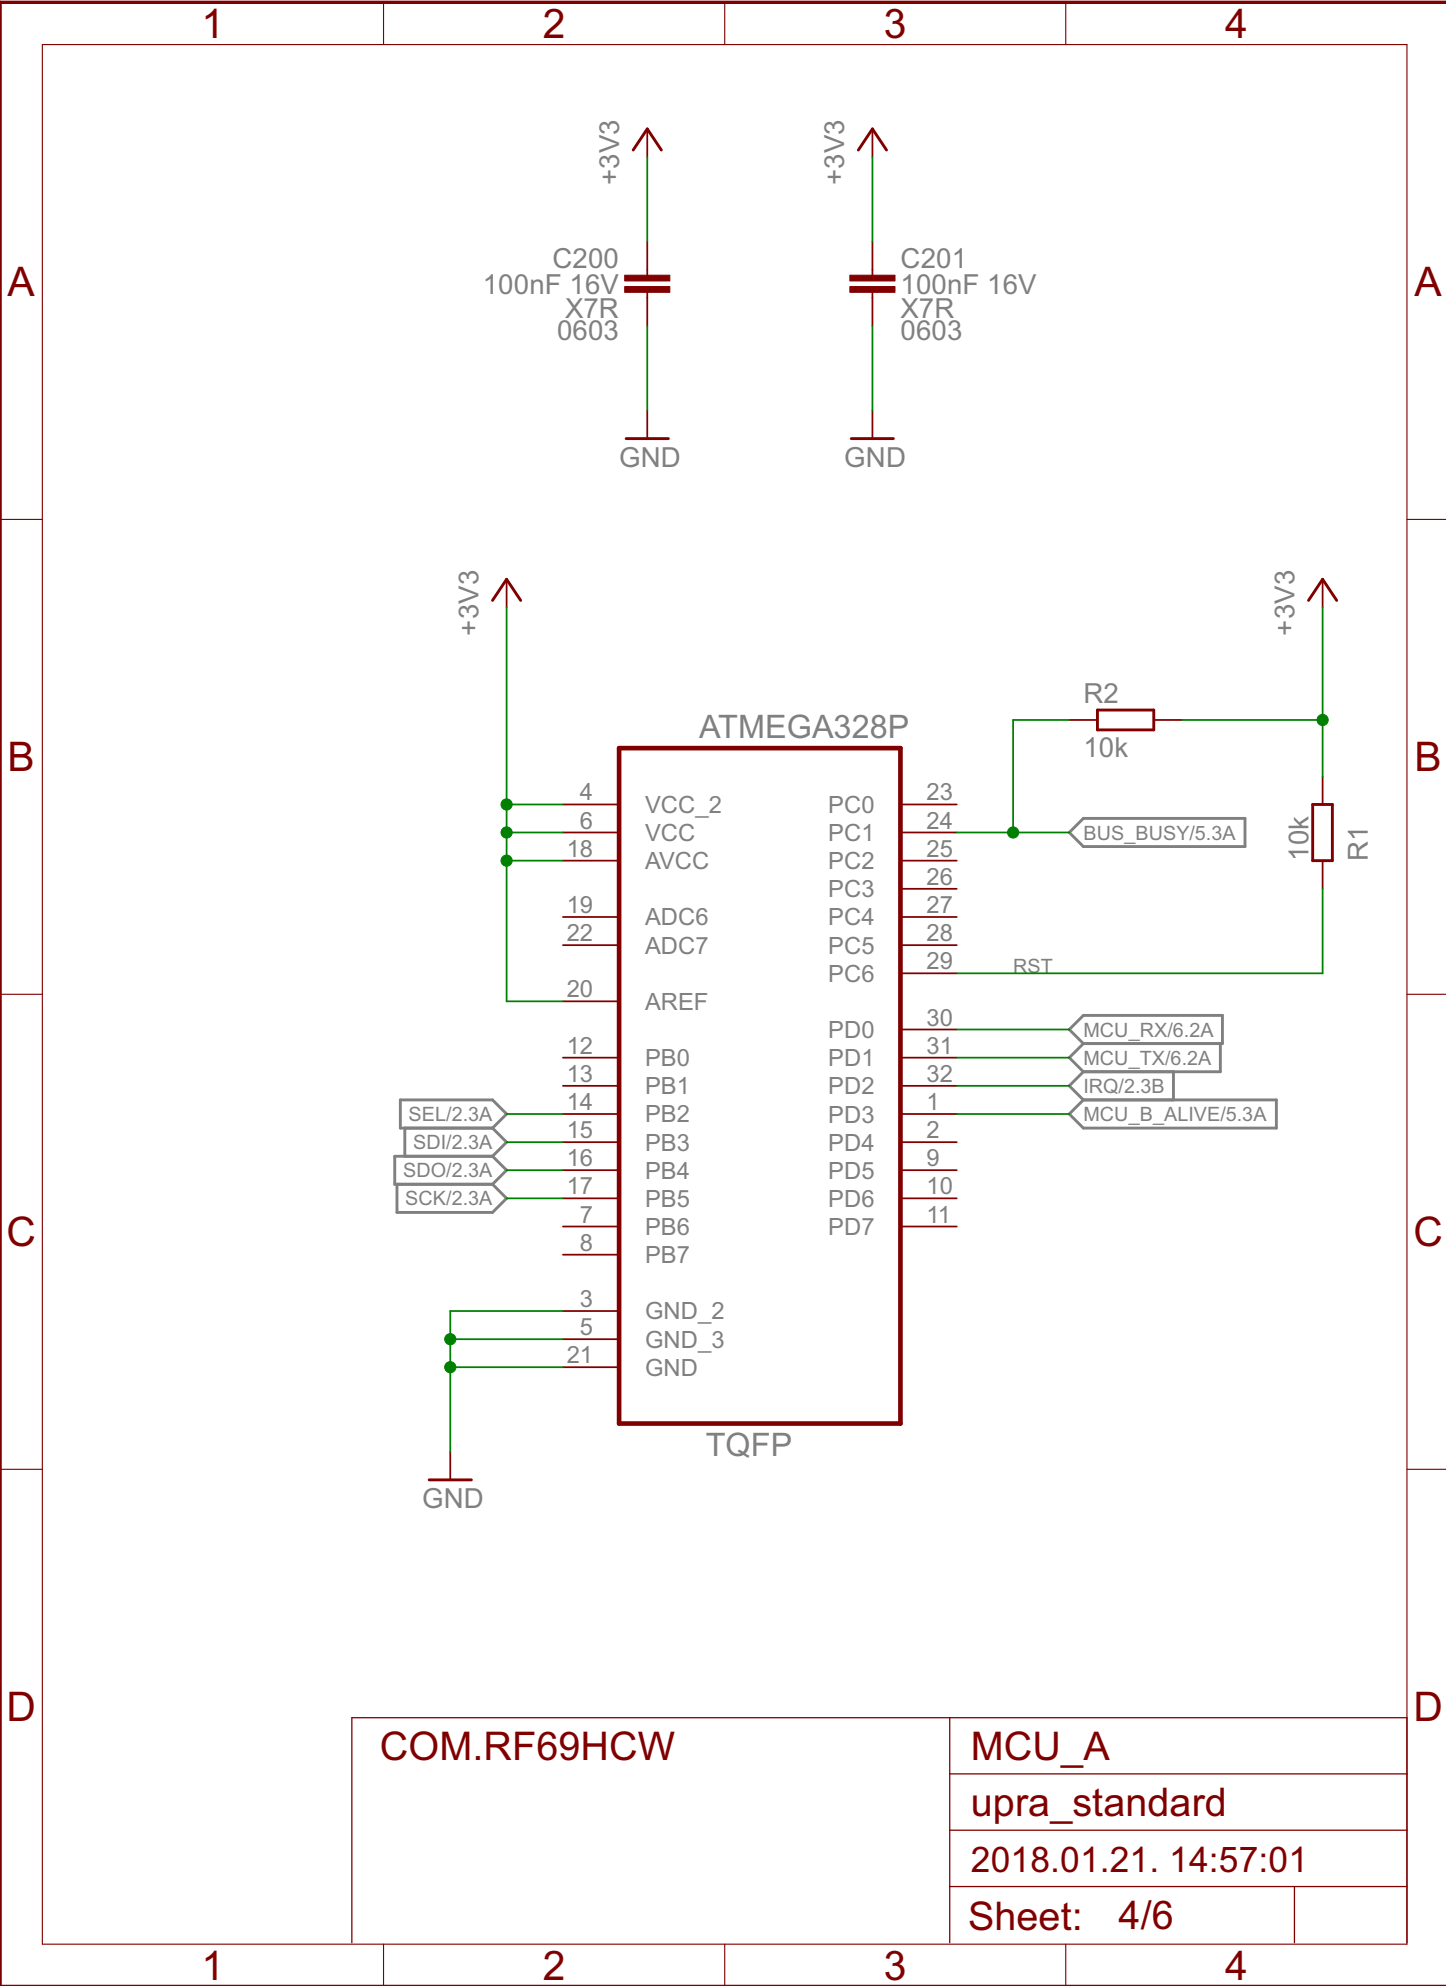 1 2 3 4
A A
+3V3
+3V3
C200
100nF 16V
X7R
0603
C201
100nF 16V
X7R
0603
GND
GND
B B
+3V3
+3V3
R2
10k
10k
R1
ATMEGA328P
4 VCC_2
6 VCC
18 AVCC
19 ADC6
22 ADC7
20 AREF
12 PB0
13 PB1
SEL/2.3A 14 PB2
SDI/2.3A 15 PB3
SDO/2.3A 16 PB4
SCK/2.3A 17 PB5
7 PB6
8 PB7
3 GND_2
5 GND_3
21 GND
PC0 23
PC1 24 BUS_BUSY/5.3A
PC2 25
PC3 26
PC4 27
PC5 28
PC6 29 RST
PD0 30 MCU_RX/6.2A
PD1 31 MCU_TX/6.2A
PD2 32 IRQ/2.3B
PD3 1 MCU_B_ALIVE/5.3A
PD4 2
PD5 9
PD6 10
PD7 11
C C
TQFP
GND
D D
COM.RF69HCW
MCU_A
upra_standard
2018.01.21. 14:57:01
Sheet: 4/6
1 2 3 4